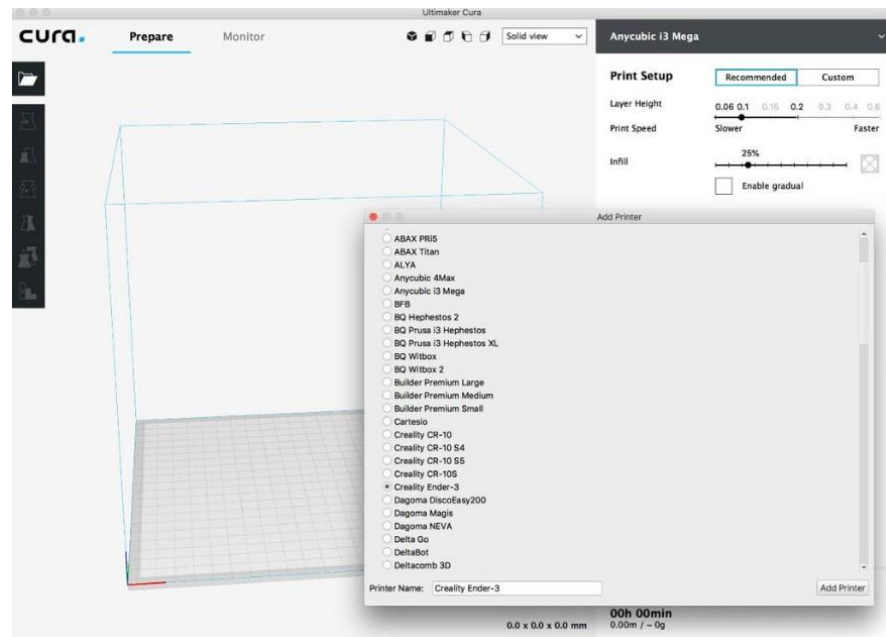 Ultimaker Cura
cura. Prepare Monitor Solid view Anycubic i3 Mega
Print Setup Recommended Custom
Layer Height 0.06 0.1 0.15 0.2 0.3 0.4 0.6
Print Speed Slower Faster
25%
Infill
Enable gradual
Add Printer
ABAX PRi5
ABAX Titan
ALYA
Anycubic 4Max
Anycubic i3 Mega
BFB
BQ Hephestos 2
BQ Prusa i3 Hephestos
BQ Prusa i3 Hephestos XL
BQ Witbox
BQ Witbox 2
Builder Premium Large
Builder Premium Medium
Builder Premium Small
Cartesio
Creality CR-10
Creality CR-10 S4
Creality CR-10 S5
Creality CR-10S
Creality Ender-3
Dagoma DiscoEasy200
Dagoma Magis
Dagoma NEVA
Delta Go
DeltaBot
Deltacomb 3D
Printer Name: Creality Ender-3 Add Printer
00h 00min
0.0 x 0.0 x 0.0 mm 0.00m / ~ 0g